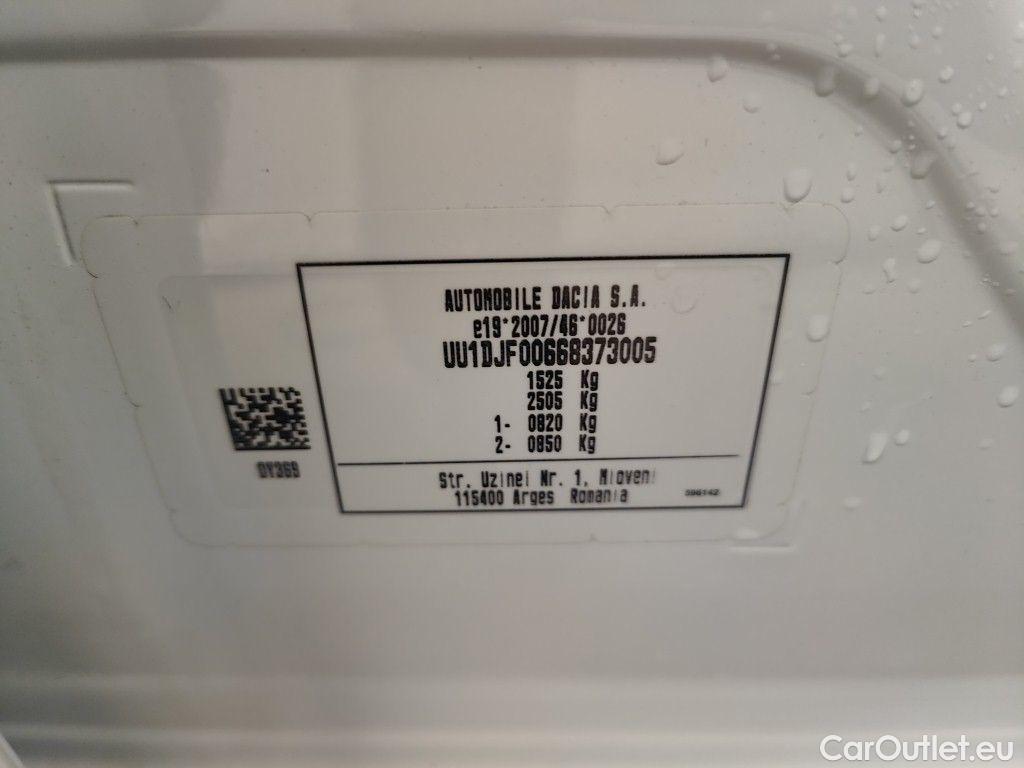 AUTOMOBILE DACIA S.A.
e19*2007/46*0026
UU1DJF00668373005
1525 Kg
2505 Kg
1- 0820 Kg
2- 0850 Kg
0Y369
Str. Uzinei Nr. 1, Mioveni
115400 Arges Romania
CarOutlet.eu